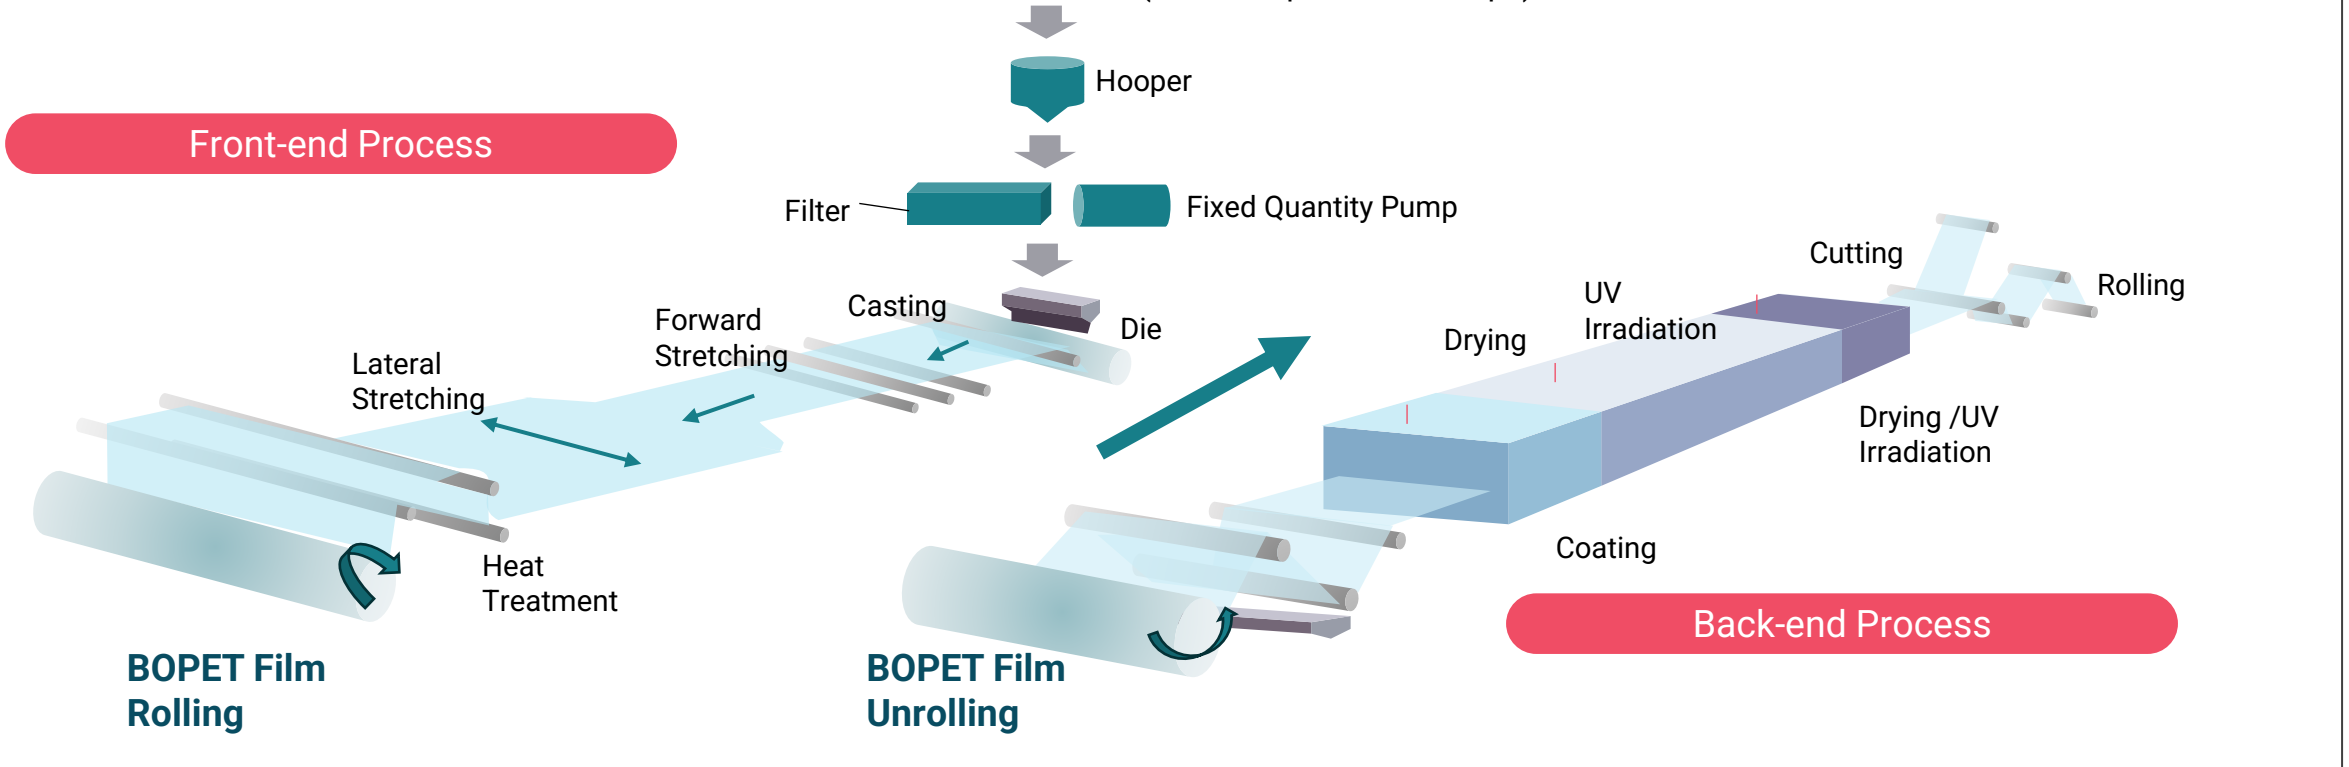 Hooper
Front-end Process
Filter
Fixed Quantity Pump
Casting
Die
Forward
Stretching
Lateral
Stretching
Heat
Treatment
BOPET Film
Rolling
BOPET Film
Unrolling
Coating
Drying
UV
Irradiation
Drying /UV
Irradiation
Cutting
Rolling
Back-end Process